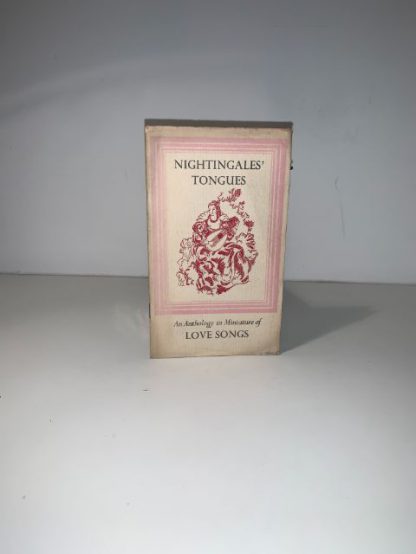 NIGHTINGALES'
TONGUES
An Anthology in Miniature of
LOVE SONGS